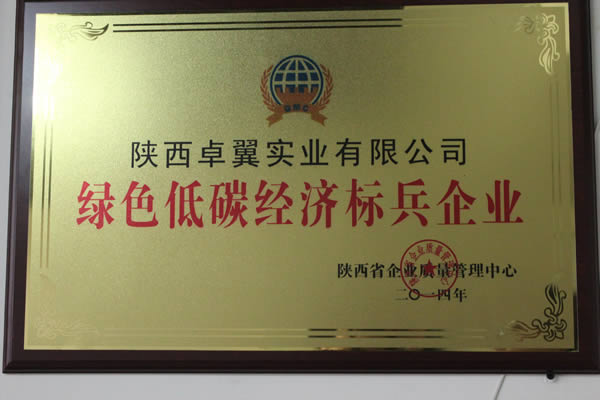 陕西卓翼实业有限公司
绿色低碳经济标兵企业
陕西省企业质量管理中心
二〇一四年